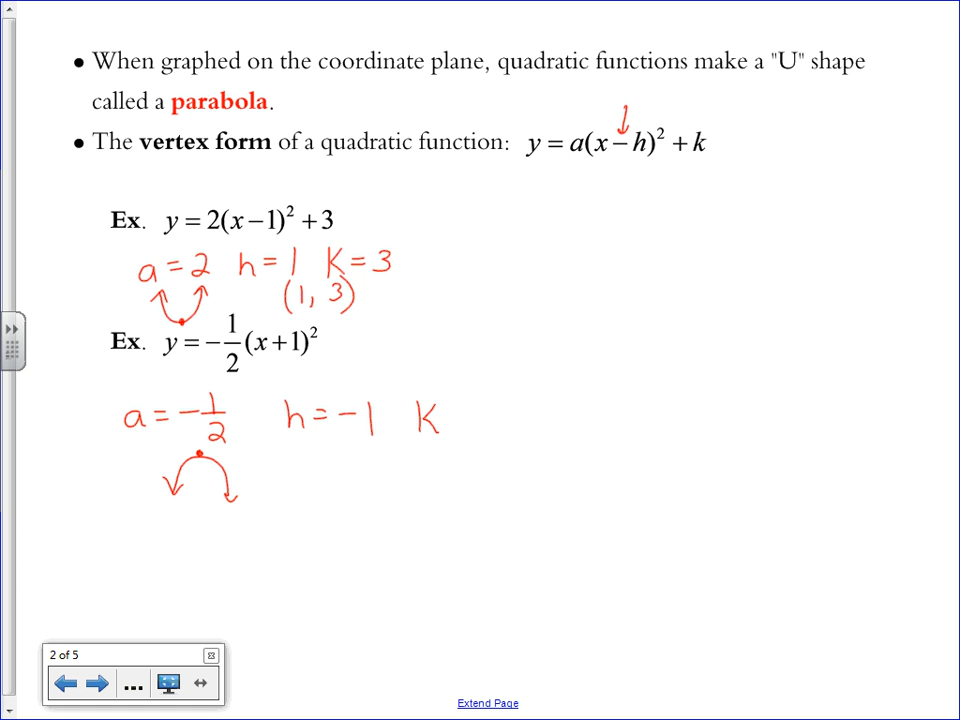 • When graphed on the coordinate plane, quadratic functions make a "U" shape
called a parabola.
• The vertex form of a quadratic function: y = a(x − h)² + k
Ex. y = 2(x − 1)² + 3
a = 2 h = 1 K = 3
(1, 3)
Ex. y = −1/2(x + 1)²
a = −1/2 h = −1 K
2 of 5
...
Extend Page